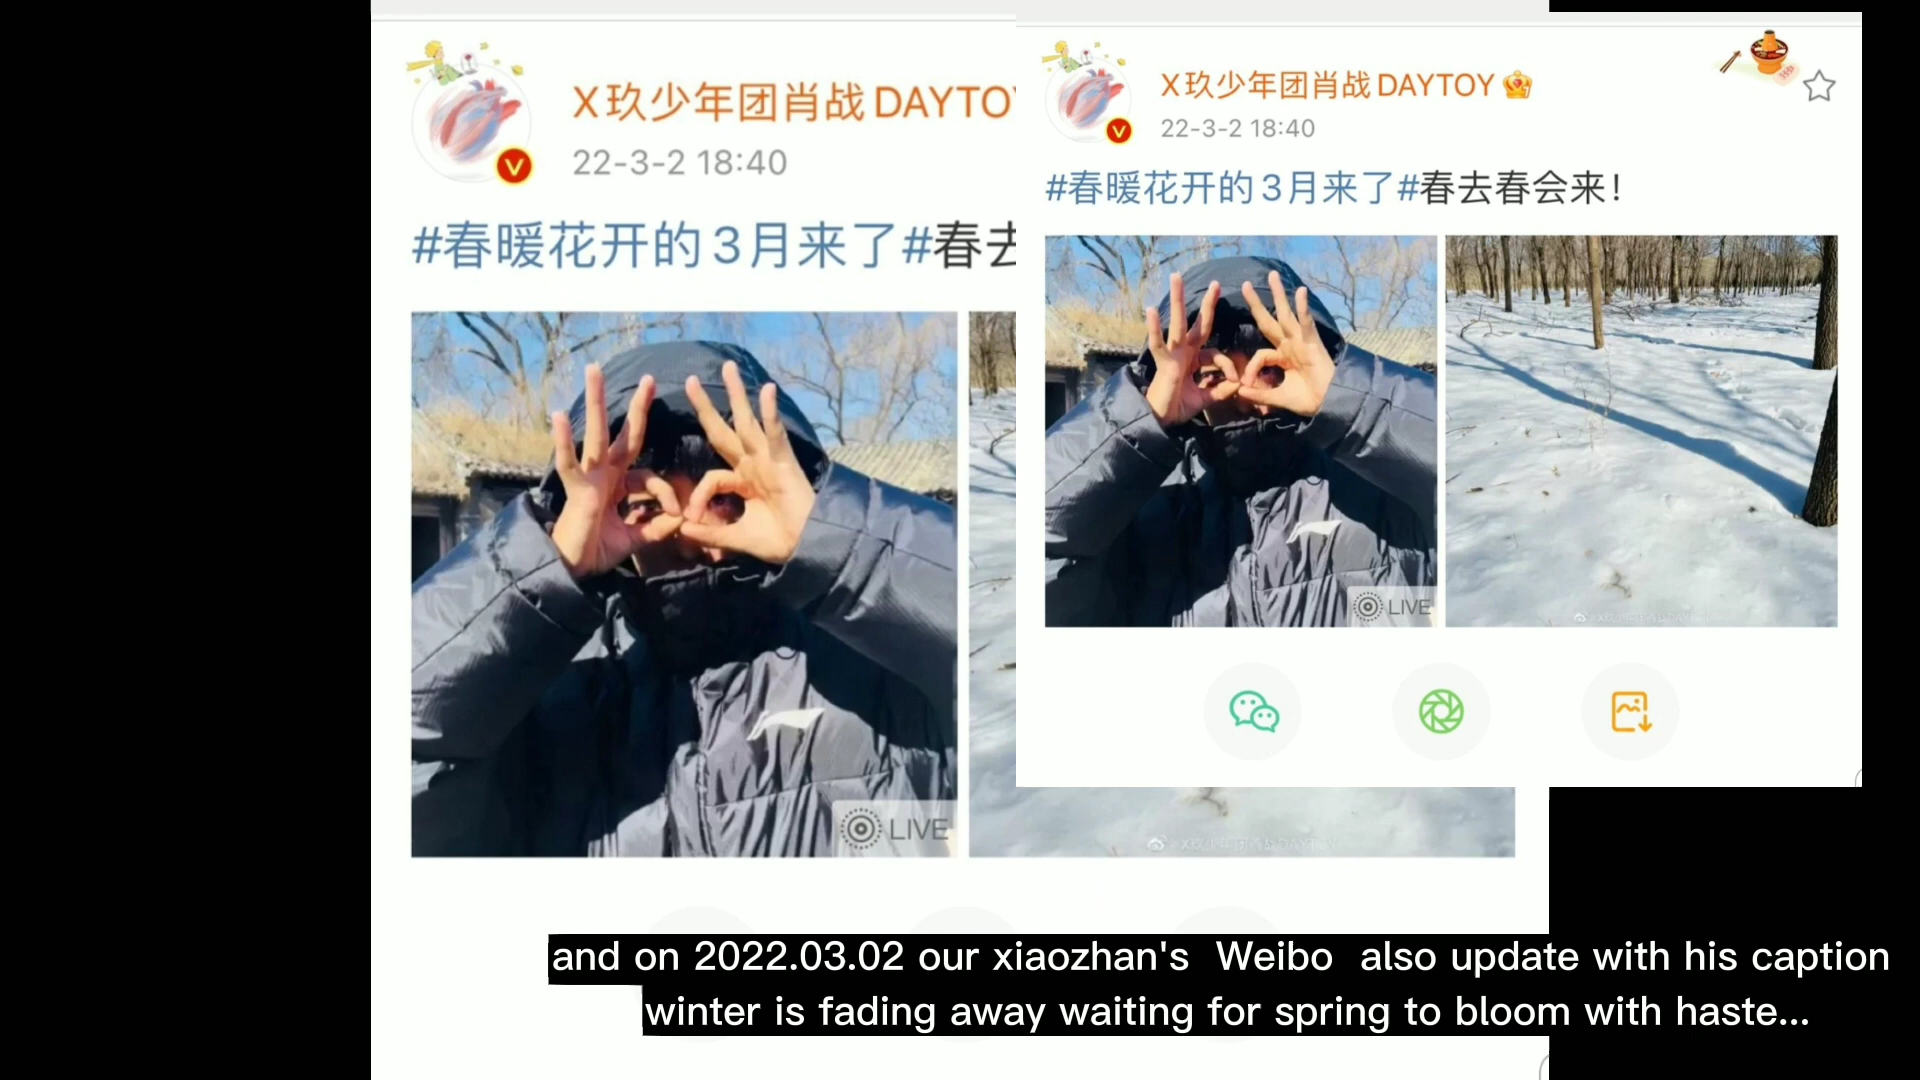 X玖少年团肖战DAYTO
22-3-2 18:40
#春暖花开的3月来了#春去
LIVE
X玖少年团肖战DAYTOY
22-3-2 18:40
#春暖花开的3月来了#春去春会来!
LIVE
and on 2022.03.02 our xiaozhan's Weibo also update with his caption
winter is fading away waiting for spring to bloom with haste...